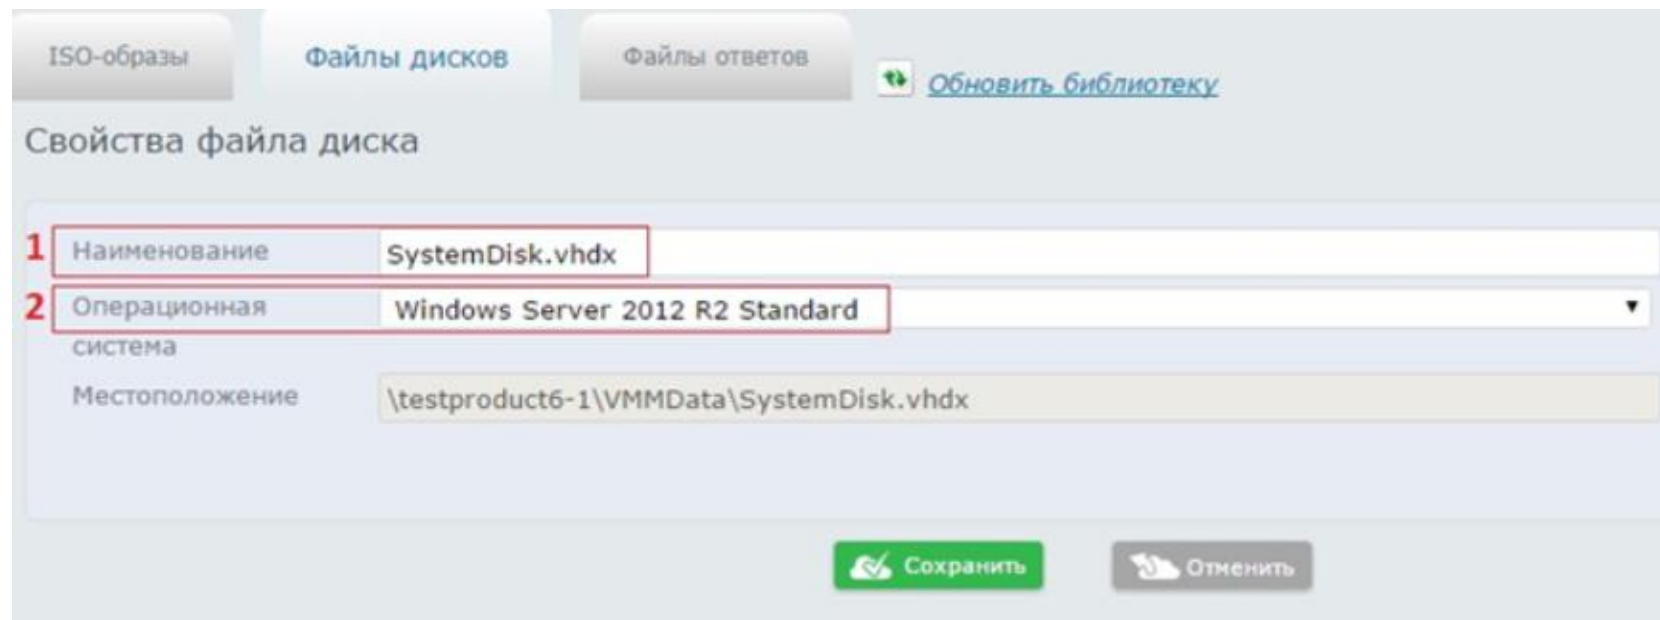 ISO-образы Файлы дисков Файлы ответов
Обновить библиотеку
Свойства файла диска
1 Наименование SystemDisk.vhdx
2 Операционная система Windows Server 2012 R2 Standard
Местоположение \testproduct6-1\VMMData\SystemDisk.vhdx
Сохранить Отменить